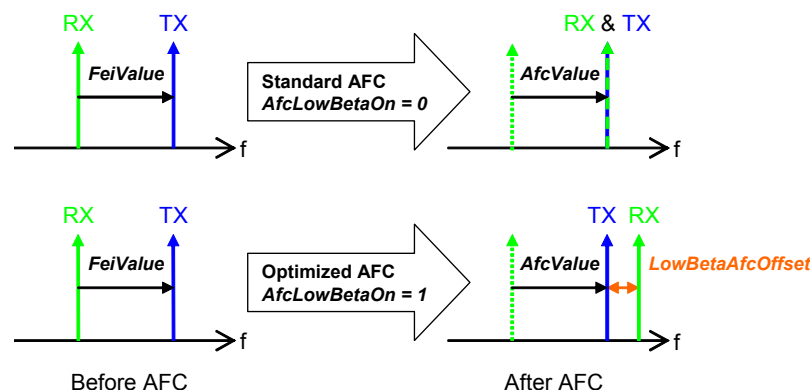 RX TX
FeiValue
f
Standard AFC
AfcLowBetaOn = 0
RX & TX
AfcValue
f
RX TX
FeiValue
f
Optimized AFC
AfcLowBetaOn = 1
TX RX
AfcValue
LowBetaAfcOffset
f
Before AFC
After AFC